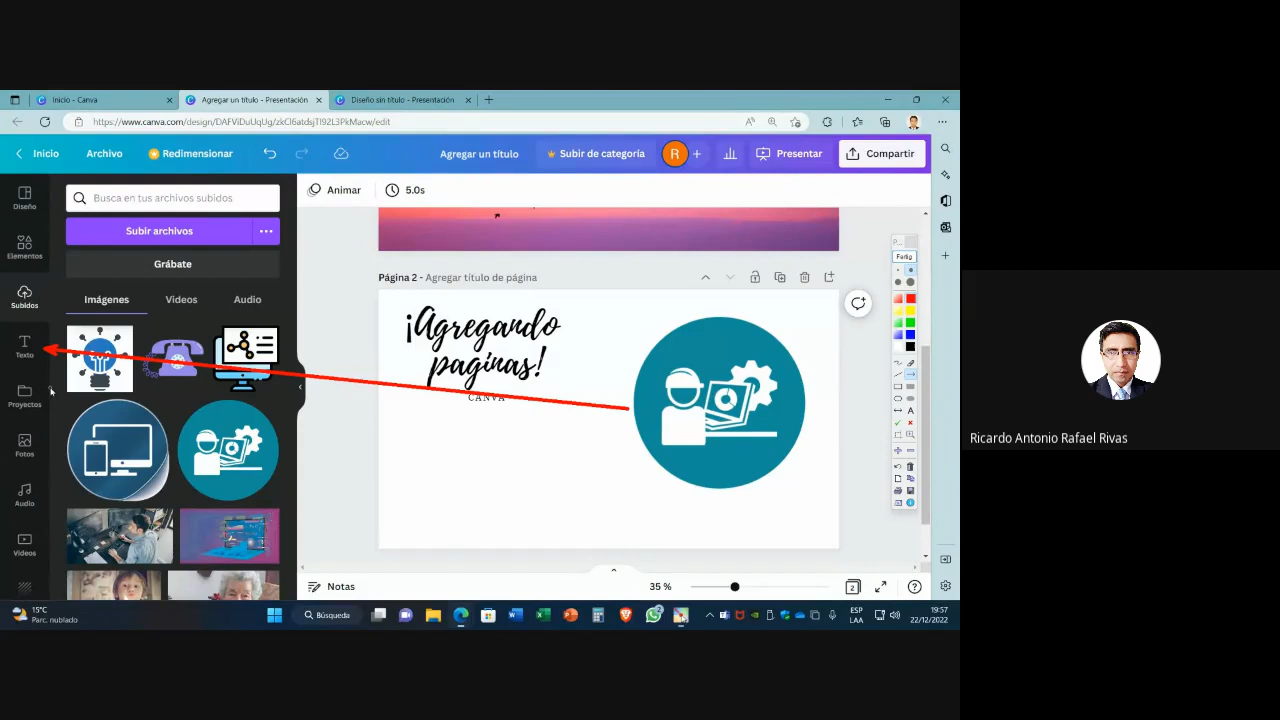 Inicio - Canva
Agregar un título - Presentación
Diseño sin título - Presentación
https://www.canva.com/design/DAFViDuUqUg/zkCl6atdsjTl92L3PkMacw/edit
Inicio
Archivo
Redimensionar
Agregar un título
Subir de categoría
R
Presentar
Compartir
Diseño
Elementos
Subidos
Texto
Proyectos
Fotos
Audio
Videos
Busca en tus archivos subidos
Subir archivos
Grábate
Imágenes
Videos
Audio
Animar
5.0s
Página 2 - Agregar título de página
¡Agregando
paginas!
CANVA
Fertig
Notas
35 %
2
15°C
Parc. nublado
Búsqueda
ESP
LAA
19:57
22/12/2022
Ricardo Antonio Rafael Rivas